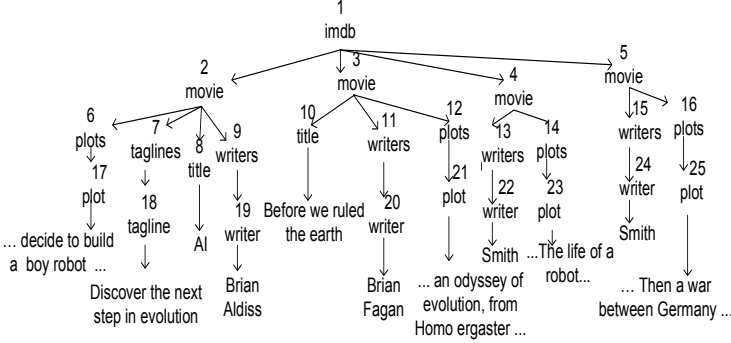 1
imdb
2
movie
3
movie
4
movie
5
movie
6
plots
7
taglines
8
title
9
writers
10
title
11
writers
12
plots
13
writers
14
plots
15
writers
16
plots
17
plot
18
tagline
19
writer
20
writer
21
plot
22
writer
23
plot
24
writer
25
plot
... decide to build
a boy robot ...
Discover the next
step in evolution
AI
Brian
Aldiss
Before we ruled
the earth
Brian
Fagan
... an odyssey of
evolution, from
Homo ergaster ...
Smith
...The life of a
robot...
Smith
... Then a war
between Germany ...